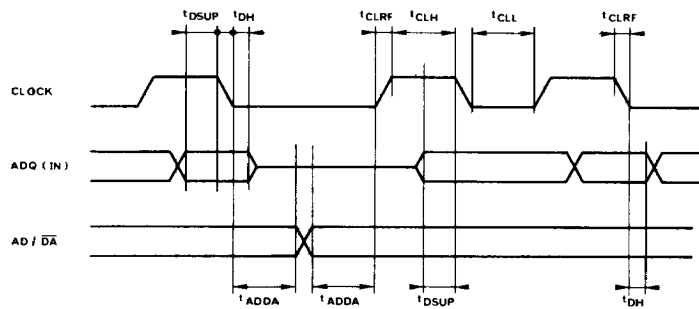 tDSUP tDH tCLRF tCLH tCLL tCLRF
CLOCK
ADQ (IN)
AD / DA
tADDA tADDA tDSUP tDH